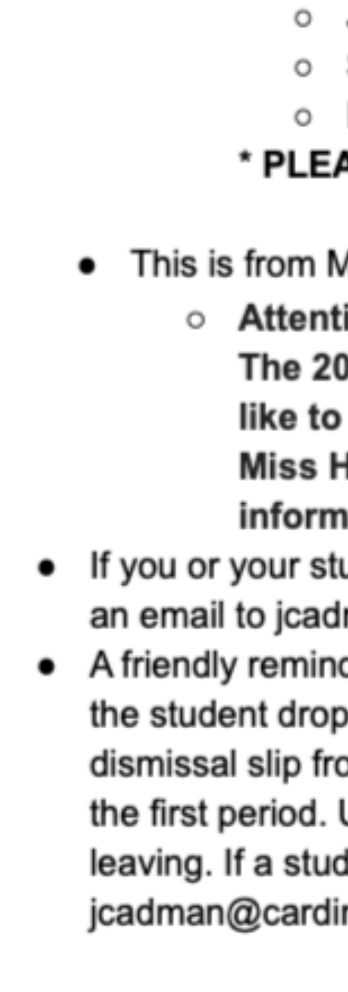 * PLEA
● This is from M
○ Attenti
The 20
like to
Miss H
inform
● If you or your stu
an email to jcadr
● A friendly remind
the student drop
dismissal slip fro
the first period. U
leaving. If a stud
jcadman@cardin